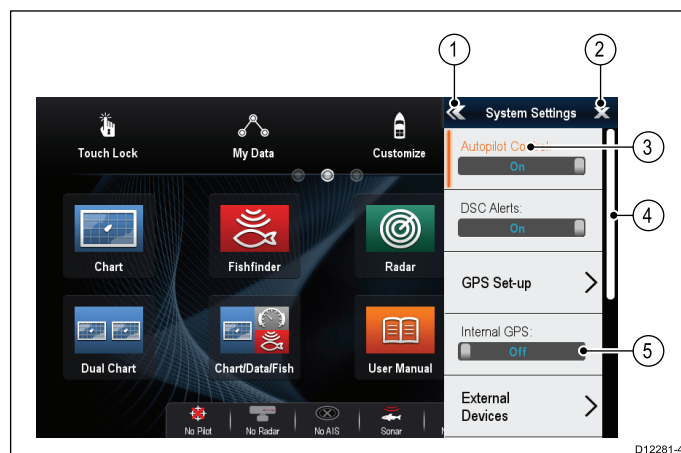 1
2
System Settings
Touch Lock
My Data
Customize
Autopilot Control:
On
3
DSC Alerts:
On
4
Chart
Fishfinder
Radar
GPS Set-up
Internal GPS:
Off
5
Dual Chart
Chart/Data/Fish
User Manual
External
Devices
No Pilot
No Radar
No AIS
Sonar
D12281-4